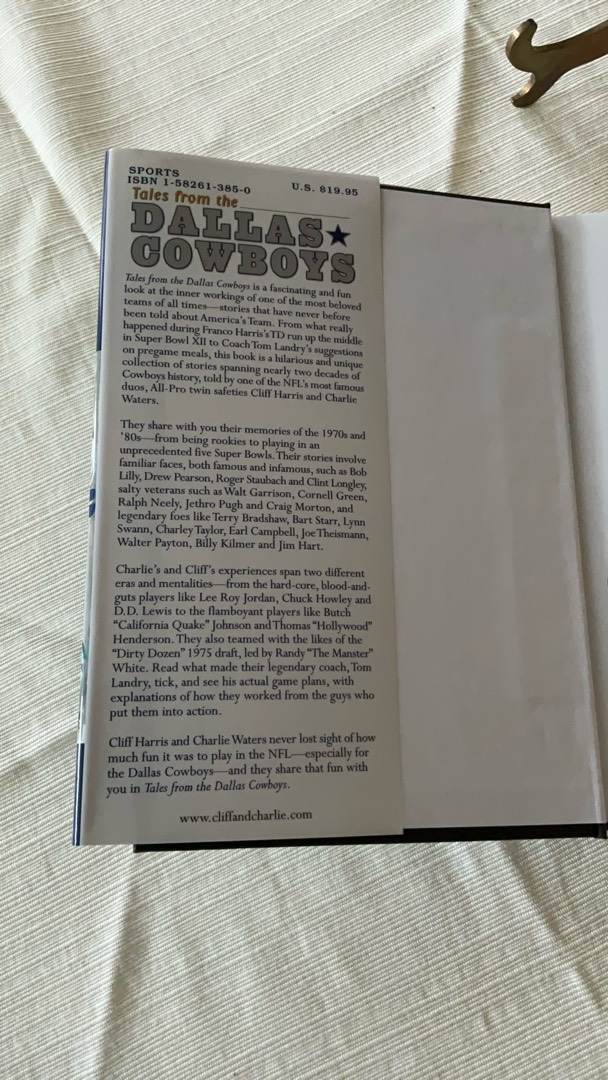 SPORTS
ISBN 1-58261-385-0 U.S. $19.95
Tales from the
DALLAS
COWBOYS
Tales from the Dallas Cowboys is a fascinating and fun
look at the inner workings of one of the most beloved
teams of all times—stories that have never before
been told about America's Team. From what really
happened during Franco Harris's TD run up the middle
in Super Bowl XII to Coach Tom Landry's suggestions
on pregame meals, this book is a hilarious and unique
collection of stories spanning nearly two decades of
Cowboys history, told by one of the NFL's most famous
duos, All-Pro twin safeties Cliff Harris and Charlie
Waters.
They share with you their memories of the 1970s and
'80s—from being rookies to playing in an
unprecedented five Super Bowls. Their stories involve
familiar faces, both famous and infamous, such as Bob
Lilly, Drew Pearson, Roger Staubach and Clint Longley,
salty veterans such as Walt Garrison, Cornell Green,
Ralph Neely, Jethro Pugh and Craig Morton, and
legendary foes like Terry Bradshaw, Bart Starr, Lynn
Swann, Charley Taylor, Earl Campbell, Joe Theismann,
Walter Payton, Billy Kilmer and Jim Hart.
Charlie's and Cliff's experiences span two different
eras and mentalities—from the hard-core, blood-and-
guts players like Lee Roy Jordan, Chuck Howley and
D.D. Lewis to the flamboyant players like Butch
"California Quake" Johnson and Thomas "Hollywood"
Henderson. They also teamed with the likes of the
"Dirty Dozen" 1975 draft, led by Randy "The Manster"
White. Read what made their legendary coach, Tom
Landry, tick, and see his actual game plans, with
explanations of how they worked from the guys who
put them into action.
Cliff Harris and Charlie Waters never lost sight of how
much fun it was to play in the NFL—especially for
the Dallas Cowboys—and they share that fun with
you in Tales from the Dallas Cowboys.
www.cliffandcharlie.com